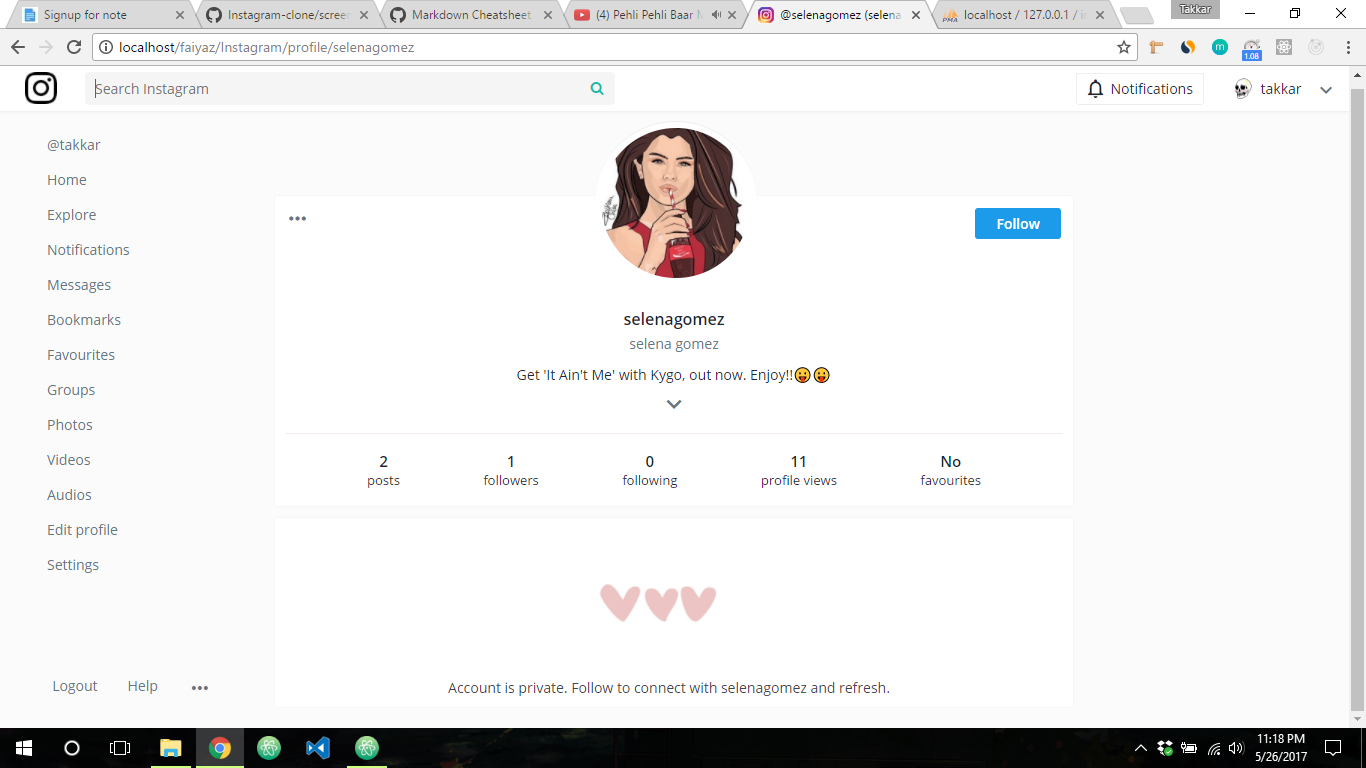 Takkar
Signup for note
Instagram-clone/screen
Markdown Cheatsheet
(4) Pehli Pehli Baar M
@selenagomez (selena
localhost / 127.0.0.1 / in
localhost/faiyaz/Instagram/profile/selenagomez
m
1.08
Search Instagram
Notifications
takkar
@takkar
Home
Explore
Notifications
Messages
Bookmarks
Favourites
Groups
Photos
Videos
Audios
Edit profile
Settings
Logout Help
Follow
selenagomez
selena gomez
Get 'It Ain't Me' with Kygo, out now. Enjoy!!😛😛
2 1 0 11 No
posts followers following profile views favourites
Account is private. Follow to connect with selenagomez and refresh.
11:18 PM
5/26/2017